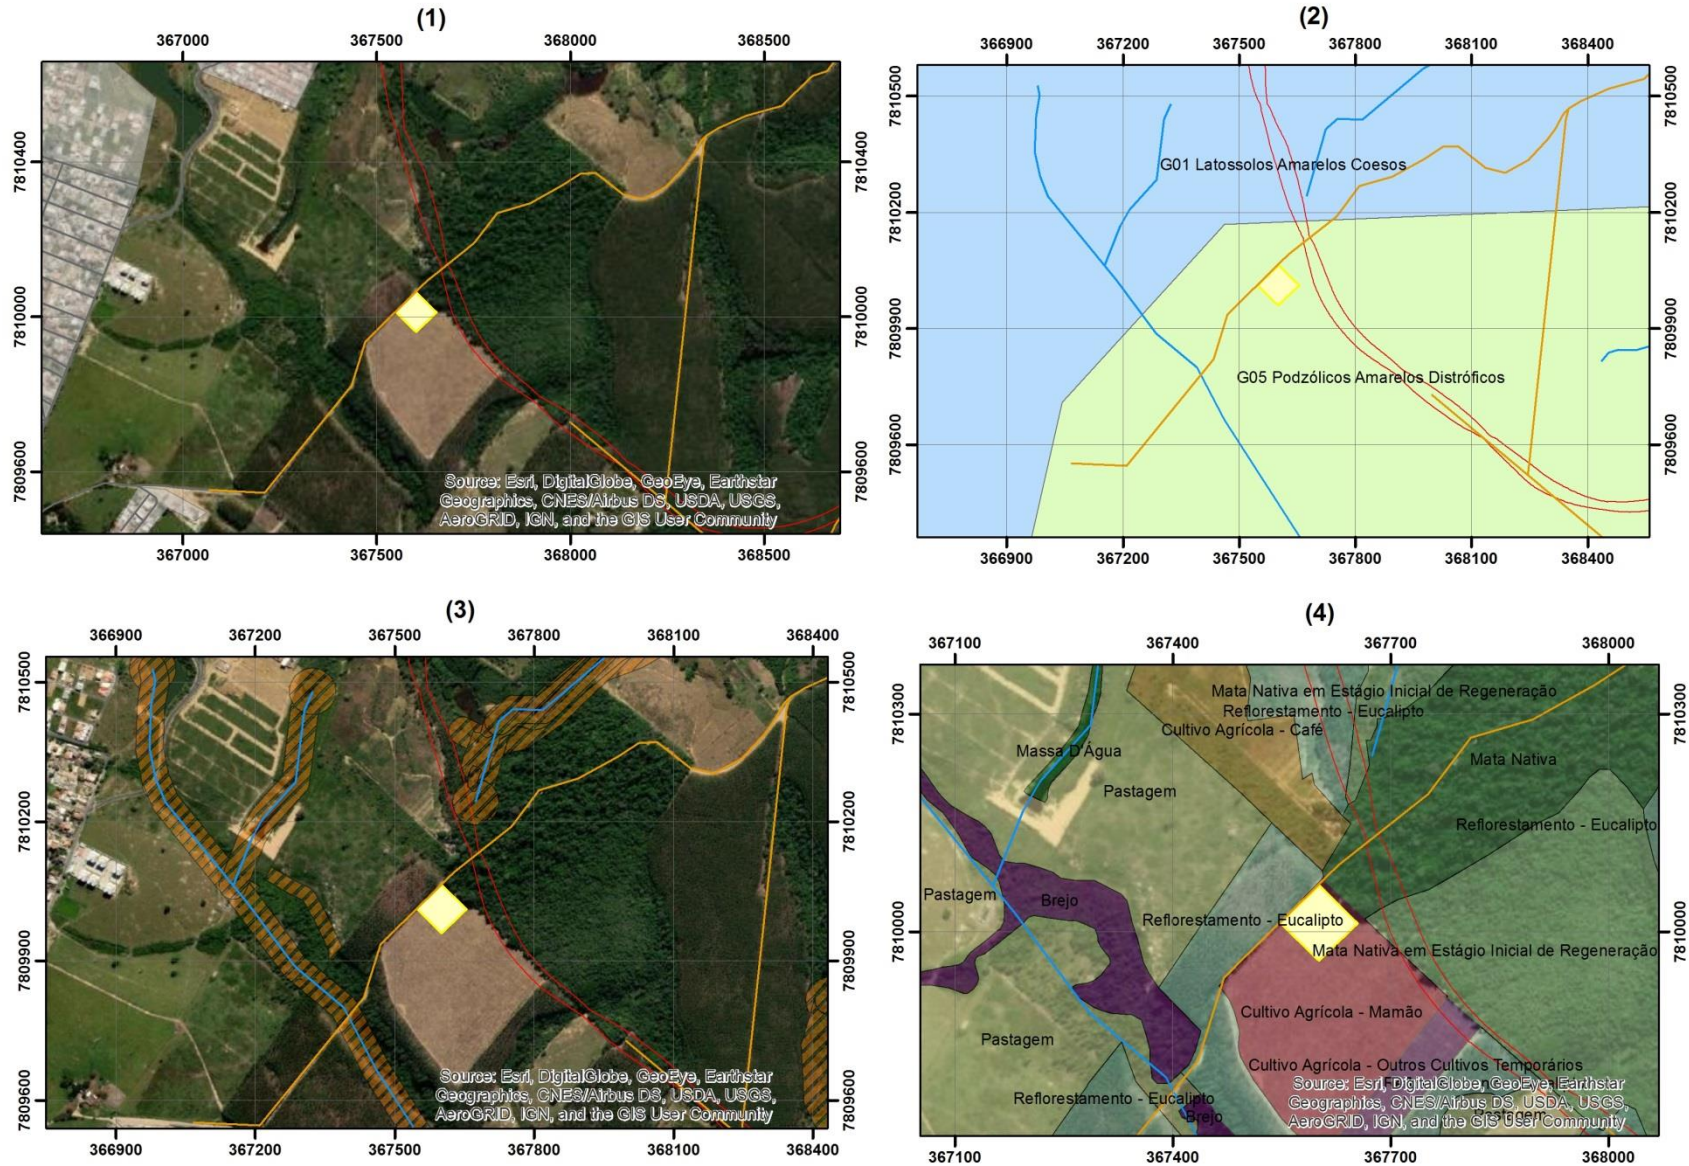 (1)
367000 367500 368000 368500
7810400 7810400
7810000 7810000
7809600 7809600
Source: Esri, DigitalGlobe, GeoEye, Earthstar
Geographics, CNES/Airbus DS, USDA, USGS,
AeroGRID, IGN, and the GIS User Community
367000 367500 368000 368500
(2)
366900 367200 367500 367800 368100 368400
7810500 7810500
G01 Latossolos Amarelos Coesos
7810200 7810200
7809900 7809900
G05 Podzólicos Amarelos Distróficos
7809600 7809600
366900 367200 367500 367800 368100 368400
(3)
366900 367200 367500 367800 368100 368400
7810500 7810500
7810200 7810200
7809900 7809900
7809600 7809600
Source: Esri, DigitalGlobe, GeoEye, Earthstar
Geographics, CNES/Airbus DS, USDA, USGS,
AeroGRID, IGN, and the GIS User Community
366900 367200 367500 367800 368100 368400
(4)
367100 367400 367700 368000
Mata Nativa em Estágio Inicial de Regeneração
7810300 7810300
Reflorestamento - Eucalipto
Cultivo Agrícola - Café
Massa D'Água
Mata Nativa
Pastagem
Reflorestamento - Eucalipto
Pastagem
Brejo
Reflorestamento - Eucalipto
7810000 7810000
Mata Nativa em Estágio Inicial de Regeneração
Cultivo Agrícola - Mamão
Pastagem
Cultivo Agrícola - Outros Cultivos Temporários
Source: Esri, DigitalGlobe, GeoEye, Earthstar
Reflorestamento - Eucalipto
Geographics, CNES/Airbus DS, USDA, USGS,
Pastagem
Brejo
AeroGRID, IGN, and the GIS User Community
367100 367400 367700 368000